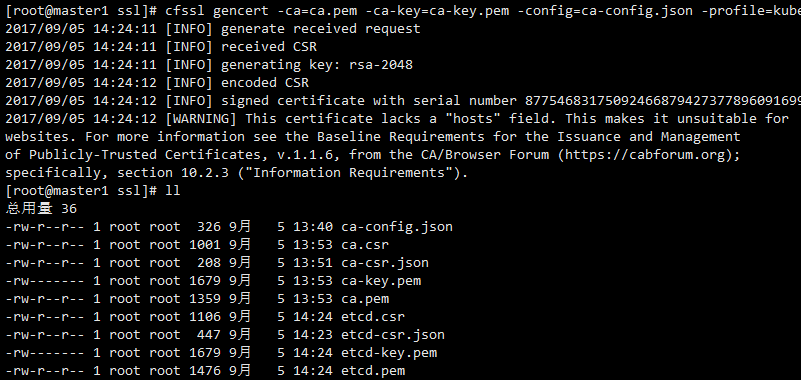 [root@master1 ssl]# cfssl gencert -ca=ca.pem -ca-key=ca-key.pem -config=ca-config.json -profile=kube
2017/09/05 14:24:11 [INFO] generate received request
2017/09/05 14:24:11 [INFO] received CSR
2017/09/05 14:24:11 [INFO] generating key: rsa-2048
2017/09/05 14:24:12 [INFO] encoded CSR
2017/09/05 14:24:12 [INFO] signed certificate with serial number 8775468317509246687942737789609169
2017/09/05 14:24:12 [WARNING] This certificate lacks a "hosts" field. This makes it unsuitable for
websites. For more information see the Baseline Requirements for the Issuance and Management
of Publicly-Trusted Certificates, v.1.1.6, from the CA/Browser Forum (https://cabforum.org);
specifically, section 10.2.3 ("Information Requirements").
[root@master1 ssl]# ll
总用量 36
-rw-r--r-- 1 root root 326 9月 5 13:40 ca-config.json
-rw-r--r-- 1 root root 1001 9月 5 13:53 ca.csr
-rw-r--r-- 1 root root 208 9月 5 13:51 ca-csr.json
-rw------- 1 root root 1679 9月 5 13:53 ca-key.pem
-rw-r--r-- 1 root root 1359 9月 5 13:53 ca.pem
-rw-r--r-- 1 root root 1106 9月 5 14:24 etcd.csr
-rw-r--r-- 1 root root 447 9月 5 14:23 etcd-csr.json
-rw------- 1 root root 1679 9月 5 14:24 etcd-key.pem
-rw-r--r-- 1 root root 1476 9月 5 14:24 etcd.pem